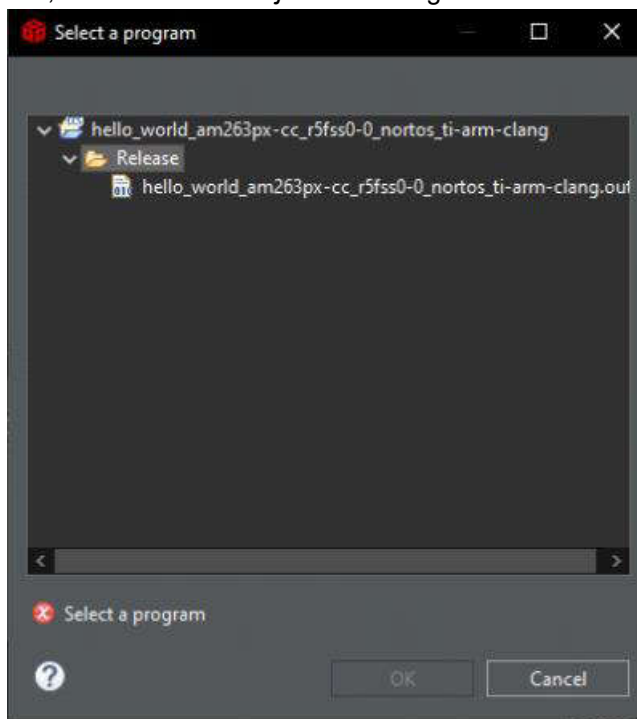 Select a program
hello_world_am263px-cc_r5fss0-0_nortos_ti-arm-clang
Release
hello_world_am263px-cc_r5fss0-0_nortos_ti-arm-clang.out
Select a program
OK
Cancel